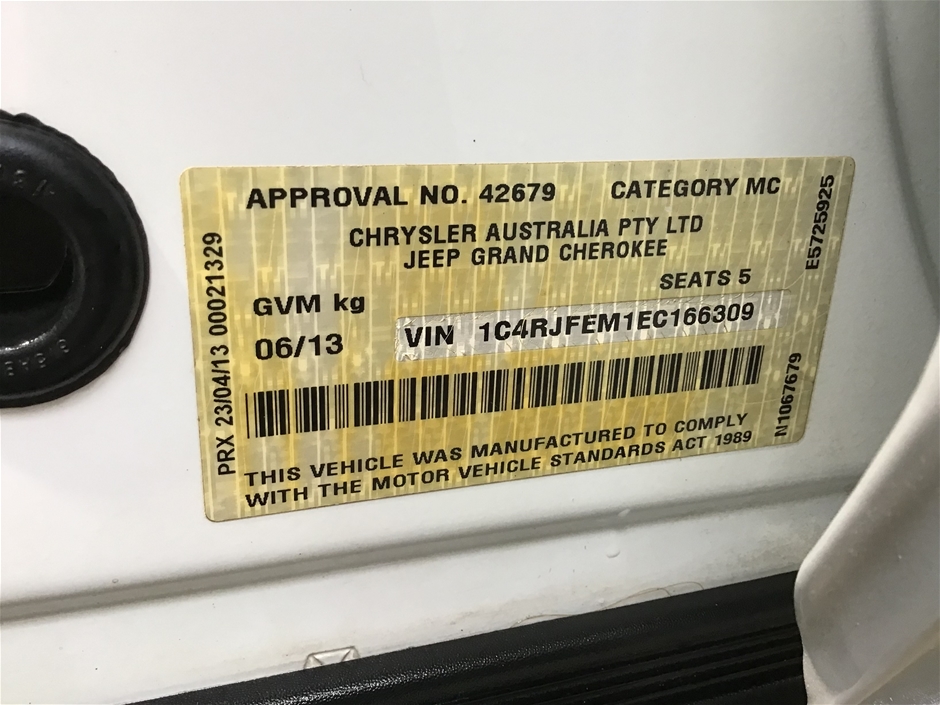 APPROVAL NO. 42679 CATEGORY MC
CHRYSLER AUSTRALIA PTY LTD
JEEP GRAND CHEROKEE
SEATS 5
GVM kg
06/13 VIN 1C4RJFEM1EC166309
THIS VEHICLE WAS MANUFACTURED TO COMPLY
WITH THE MOTOR VEHICLE STANDARDS ACT 1989
PRX 23/04/13 00021329
E5725925
N1067679